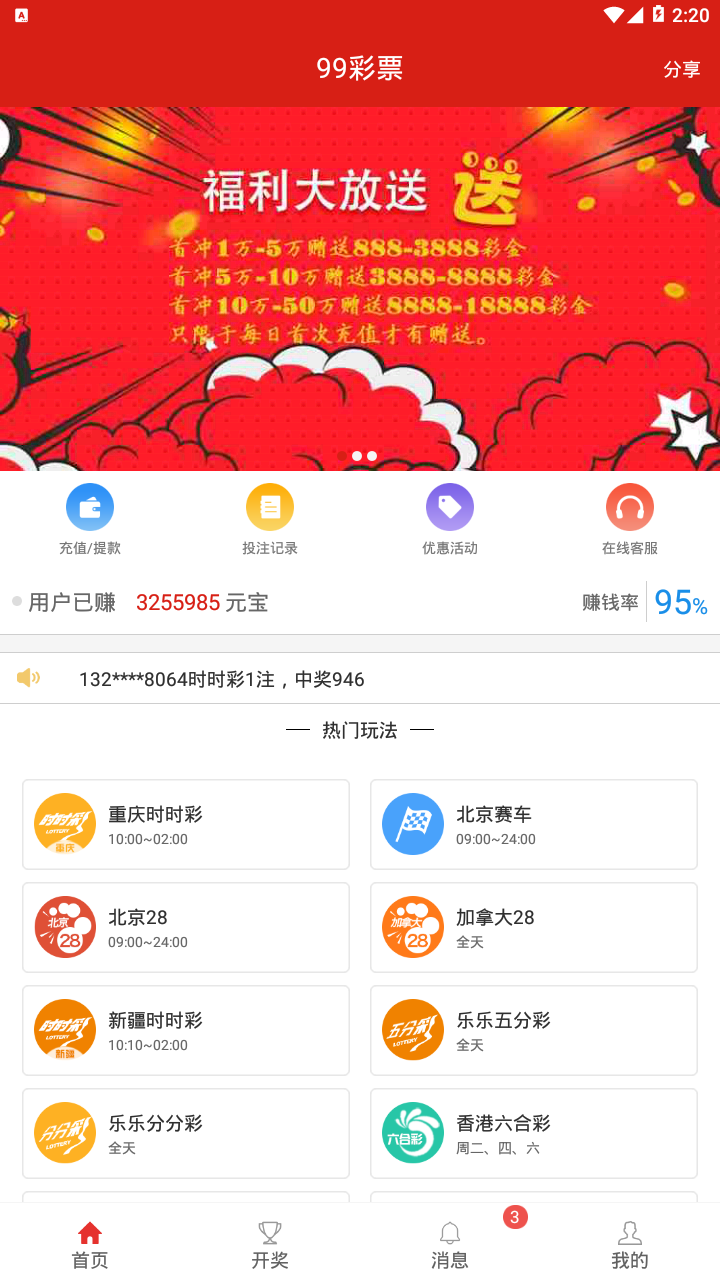 2:20
99彩票
分享
福利大放送 送
首冲1万-5万赠送888-3888彩金
首冲5万-10万赠送3888-8888彩金
首冲10万-50万赠送8888-18888彩金
只限于每日首次充值才有赠送。
充值/提款
投注记录
优惠活动
在线客服
用户已赚 3255985 元宝
赚钱率 95%
132****8064时时彩1注，中奖946
热门玩法
时时彩
LOTTERY
重庆
重庆时时彩
10:00~02:00
北京赛车
09:00~24:00
北京
28
北京28
09:00~24:00
加拿大
28
加拿大28
全天
时时彩
LOTTERY
新疆
新疆时时彩
10:10~02:00
五分彩
LOTTERY
乐乐五分彩
全天
分分彩
LOTTERY
乐乐分分彩
全天
六合彩
香港六合彩
周二、四、六
首页
开奖
3
消息
我的